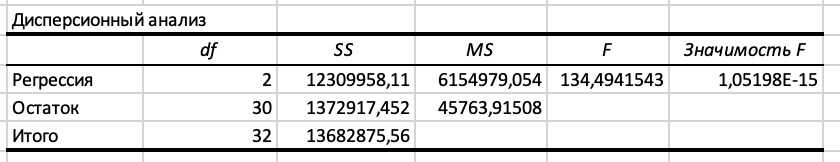 Дисперсионный анализ
df SS MS F Значимость F
Регрессия 2 12309958,11 6154979,054 134,4941543 1,05198E-15
Остаток 30 1372917,452 45763,91508
Итого 32 13682875,56